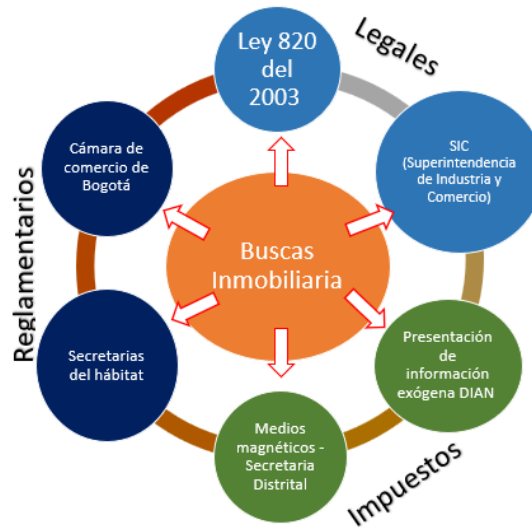 Ley 820
del
2003
Legales
SIC
(Superintendencia
de Industria y
Comercio)
Cámara de
comercio de
Bogotá
Reglamentarios
Buscas
Inmobiliaria
Secretarias
del hábitat
Presentación
de
información
exógena DIAN
Medios
magnéticos -
Secretaria
Distrital
Impuestos